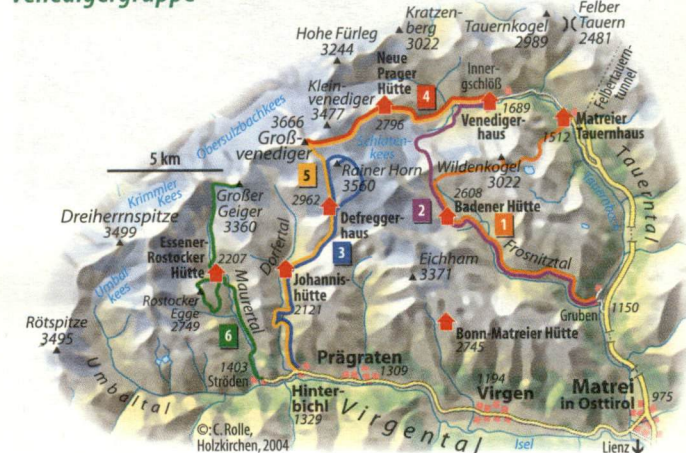 Venedigergruppe
Felber
Tauern
2481
Kratzen-
berg
3022
Tauernkogel
2989
Hohe Fürleg
3244
Neue
Prager
Hütte
2796
Inner-
gschlöß
1689
Venediger-
haus
Felbertauern-
tunnel
Klein-
venediger
3477
4
Matreier
Tauernhaus
1512
3666
Groß-
venediger
Obersulzbachkees
Schlaten-
kees
Wildenkogel
3022
Tauerntal
Tauernbach
5 km
5
Rainer Horn
3560
2962
Defregger-
haus
2608
2
Badener Hütte
1
Krimmler
Kees
Großer
Geiger
3360
Dreiherrnspitze
3499
Dorfertal
3
Frosnitztal
Essener-
Rostocker
Hütte
2207
Maurertal
Johannis-
hütte
2121
Eichham
3371
Umbal-
kees
Rostocker
Egge
2749
Gruben
1150
Rötspitze
3495
6
Bonn-Matreier Hütte
2745
Umbaltal
1403
Ströden
Prägraten
1309
Hinter-
bichl
1329
1194
Virgen
Matrei
in Osttirol
975
Virgental
Isel
Lienz
©: C. Rolle,
Holzkirchen, 2004